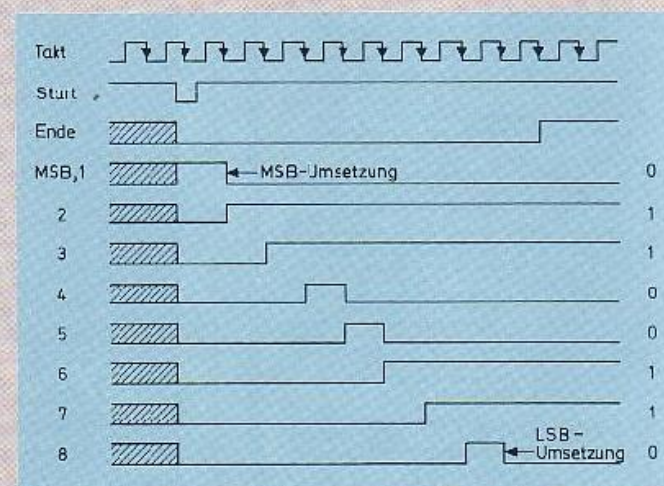 Takt
Start
Ende
MSB,1 MSB-Umsetzung 0
2 1
3 1
4 0
5 0
6 1
7 1
8 LSB-
Umsetzung 0